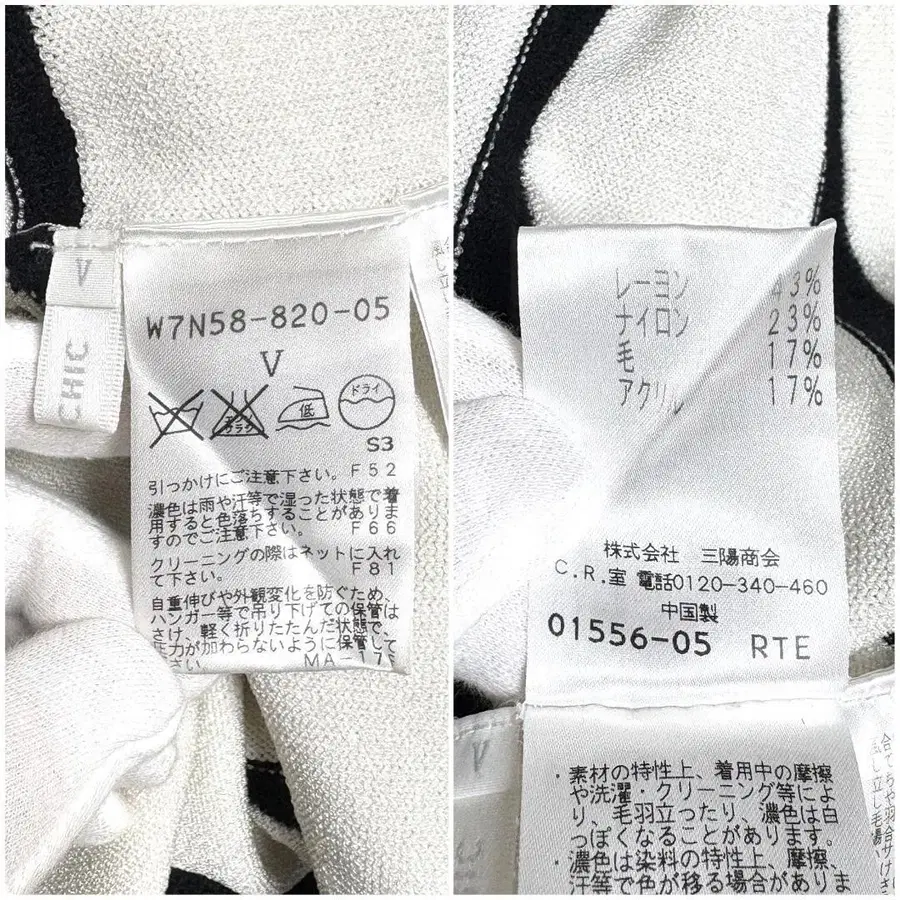 V
CHIC
W7N58-820-05
V
低
ドライ
S3
引っかけにご注意下さい。F52
濃色は雨や汗等で湿った状態で着
用すると色落ちすることがありま
すのでご注意下さい。 F66
クリーニングの際はネットに入れ
て下さい。 F81
自重伸びや外観変化を防ぐため、
ハンガー等で吊り下げての保管は
さけ、軽く折りたたんだ状態で、
圧力が加わらないように保管して
下さい。 MA-17
レーヨン 43%
ナイロン 23%
毛 17%
アクリル 17%
株式会社 三陽商会
C.R.室 電話0120-340-460
中国製
01556-05 RTE
V
・素材の特性上、着用中の摩擦
や洗濯・クリーニング等によ
り、毛羽立ったり、濃色は白
っぽくなることがあります。
・濃色は染料の特性上、摩擦、
汗等で色が移る場合がありま